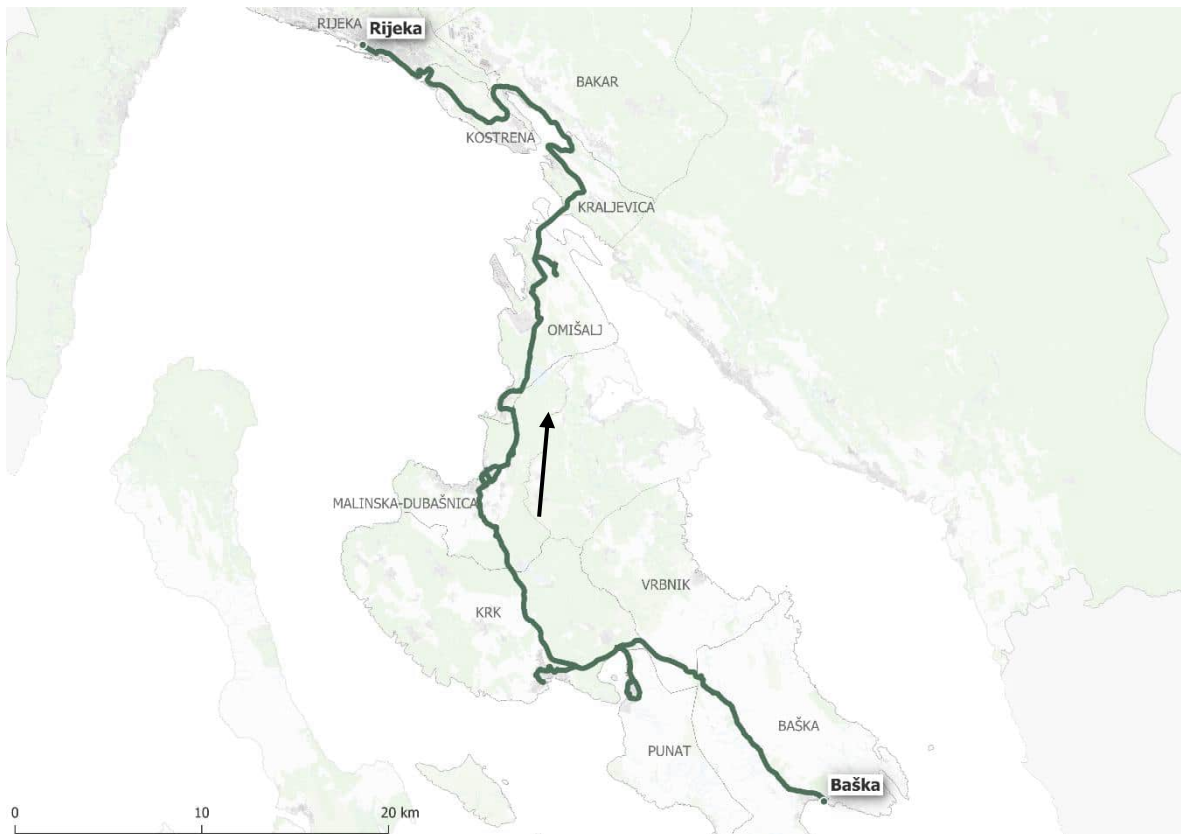 RIJEKA
Rijeka
BAKAR
KOSTRENA
KRALJEVICA
OMIŠALJ
MALINSKA-DUBAŠNICA
VRBNIK
KRK
BAŠKA
PUNAT
Baška
0 10 20 km